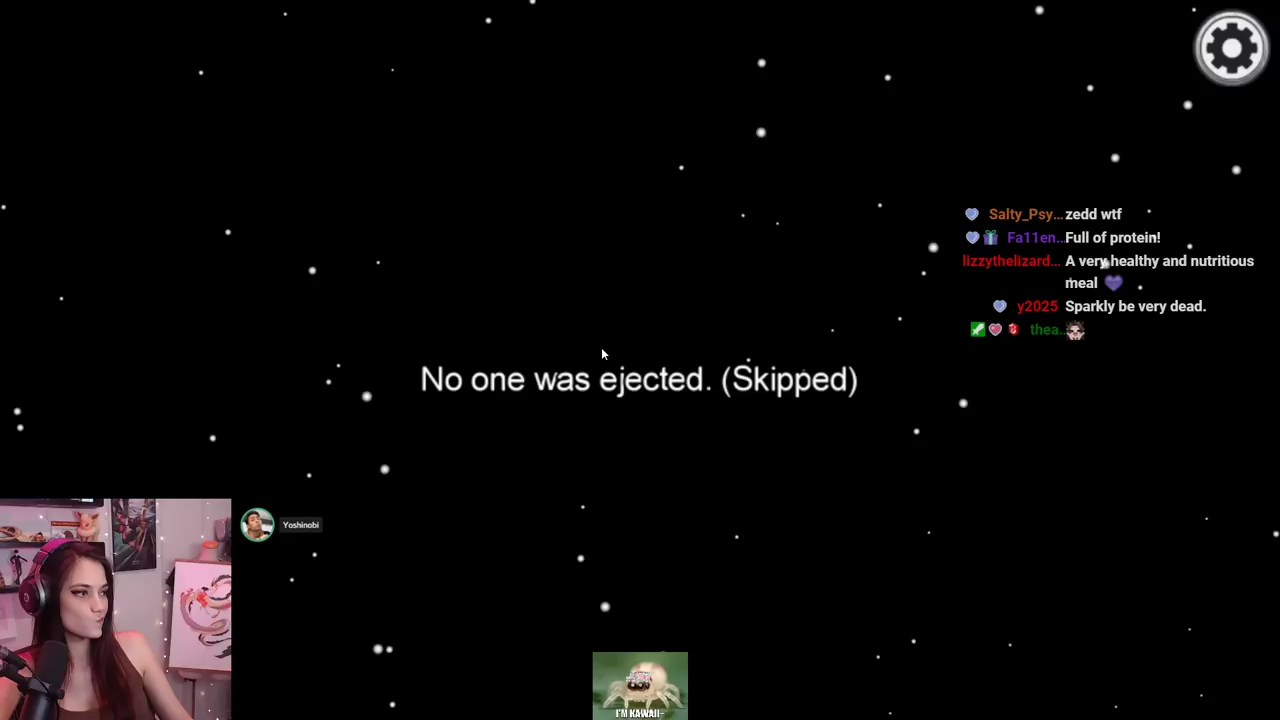 Salty_Psy... zedd wtf
Fa11en... Full of protein!
lizzythelizard... A very healthy and nutritious
meal
y2025 Sparkly be very dead.
thea...
No one was ejected. (Skipped)
Yoshinobi
I'M KAWAII~